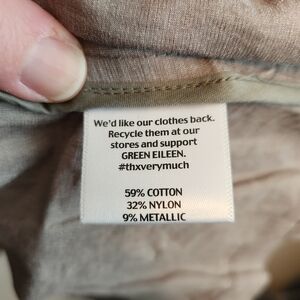 We'd like our clothes back.
Recycle them at our
stores and support
GREEN EILEEN.
#thxverymuch
59% COTTON
32% NYLON
9% METALLIC